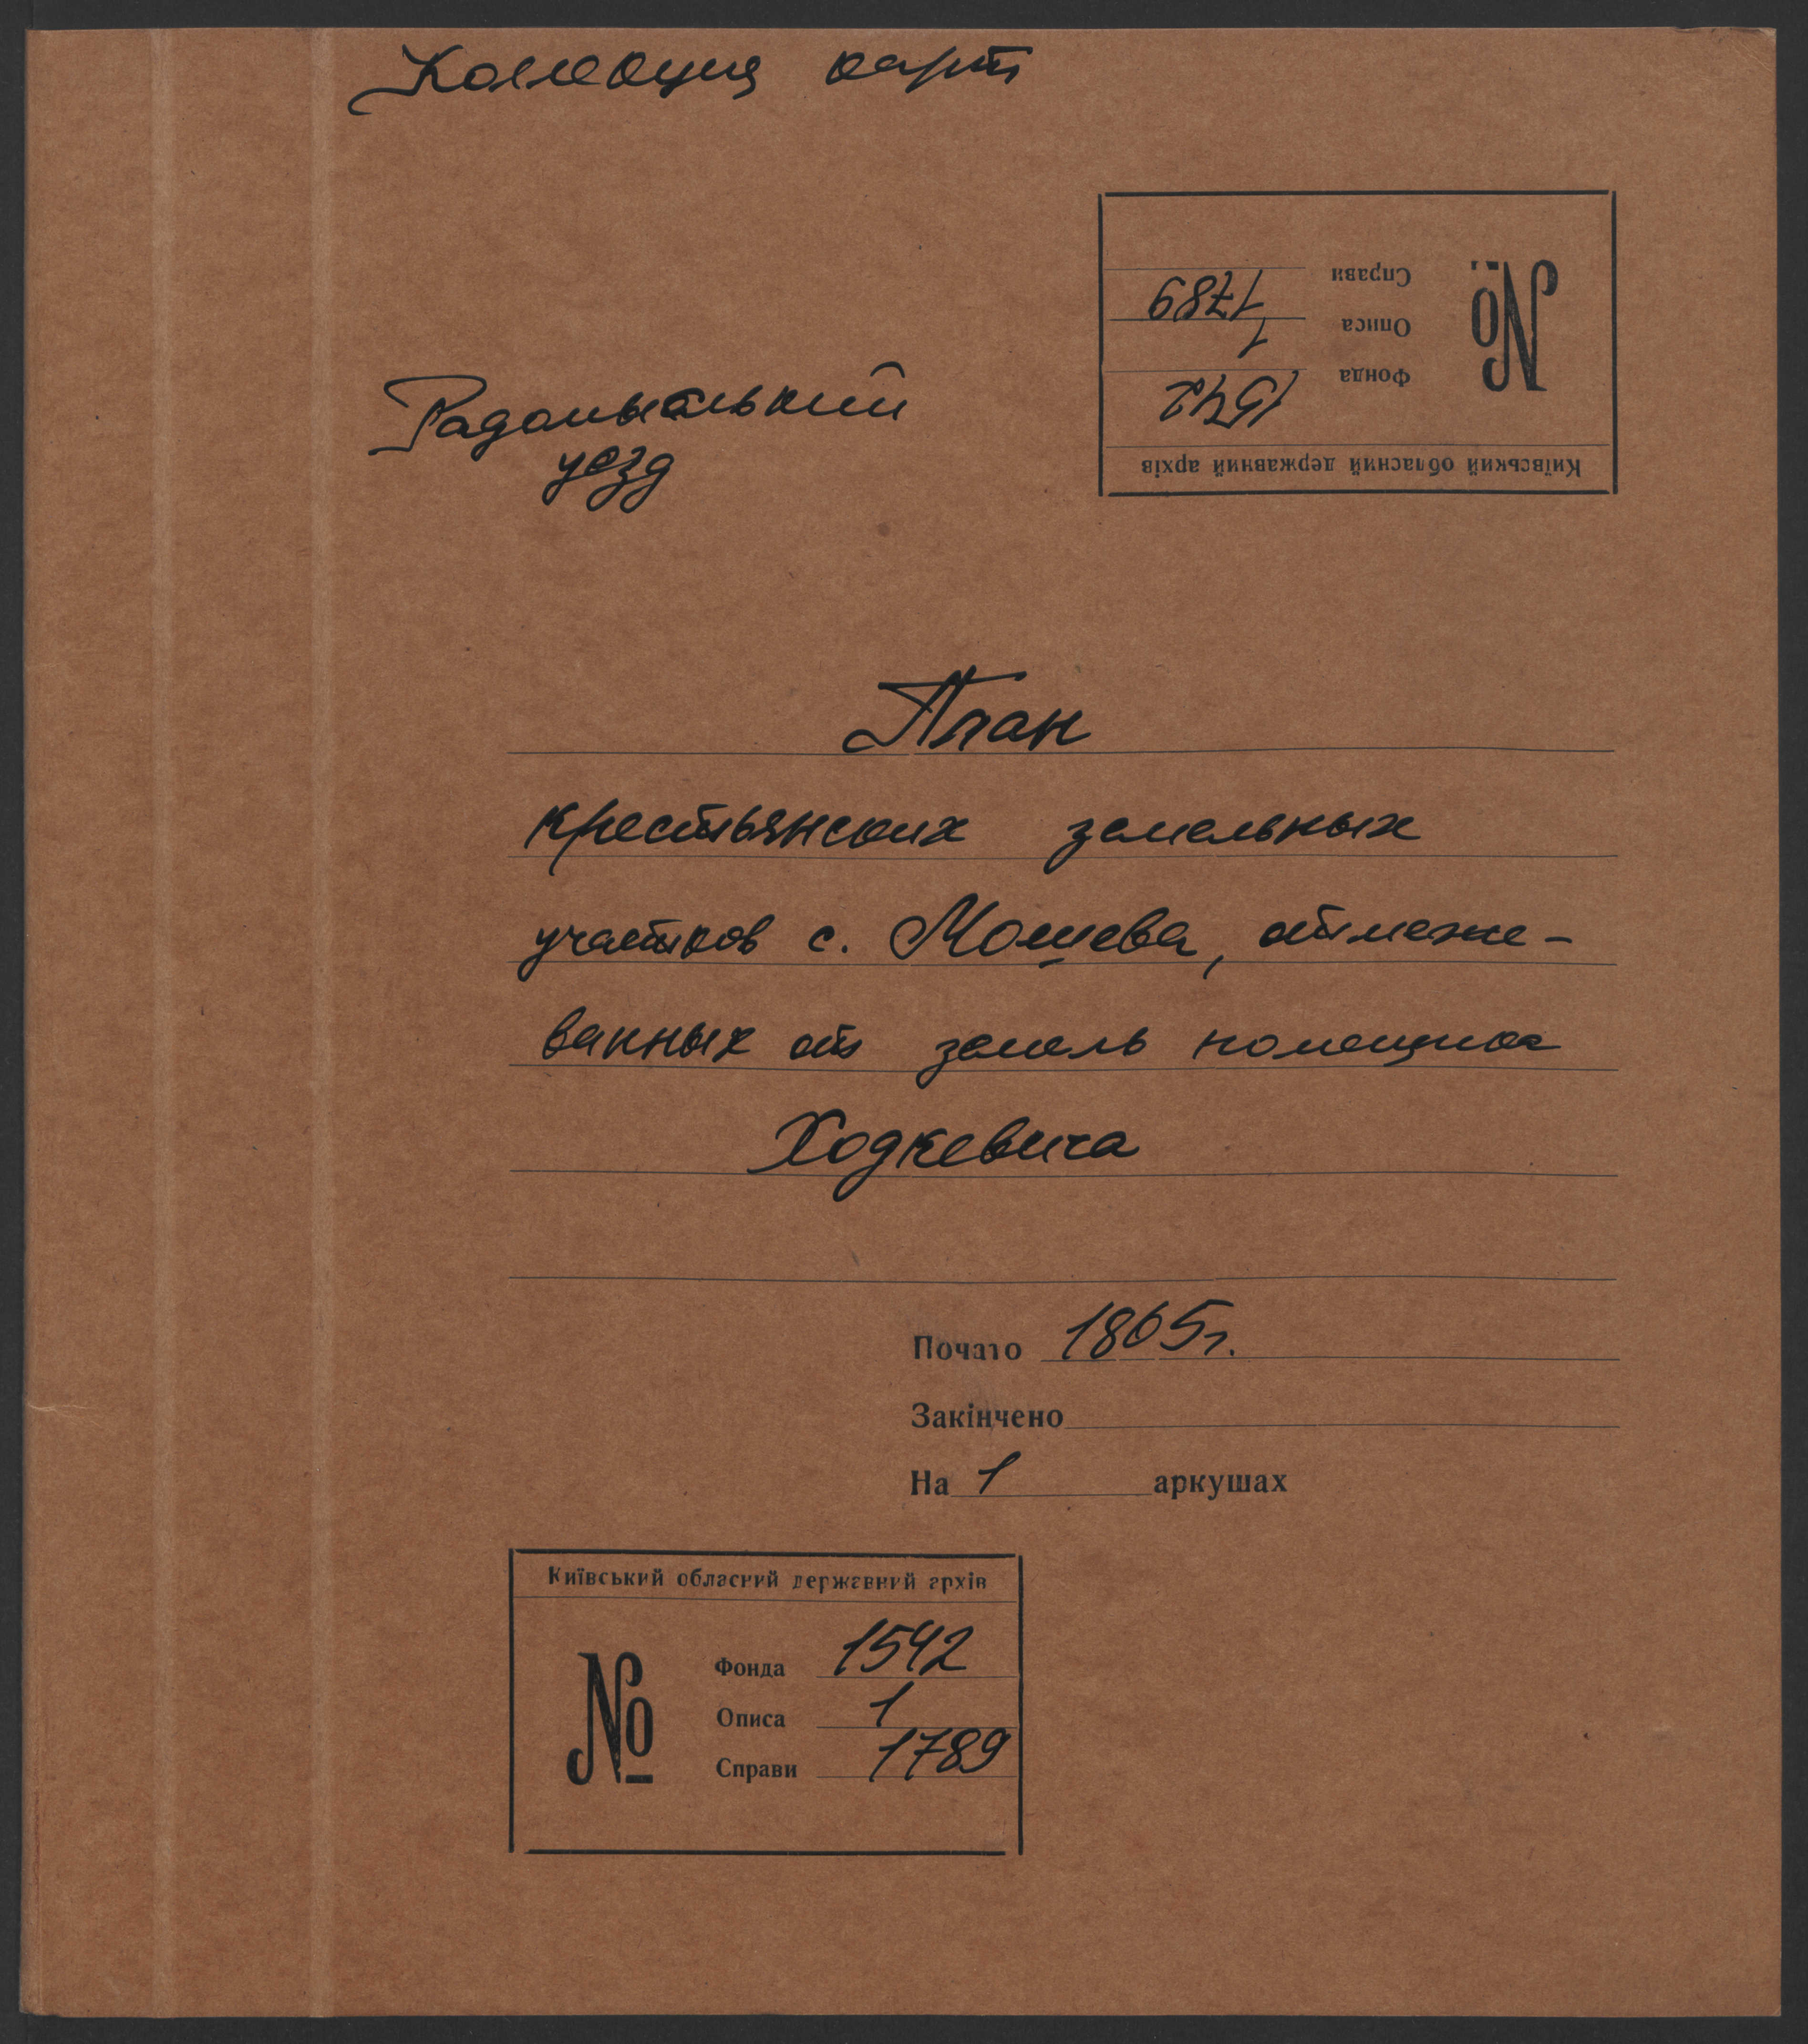 Коллекция карт
Справи 1789
Описа 1
Фонда 1542
№
Київський обласний державний архів
Радомысльский
уезд
План
крестьянских земельных
участков с. Мошева, отмеже-
ванных от земель помещика
Ходкевича
Почато 1865г.
Закінчено
На 1 аркушах
Київський обласний державний архів
№
Фонда 1542
Описа 1
Справи 1789